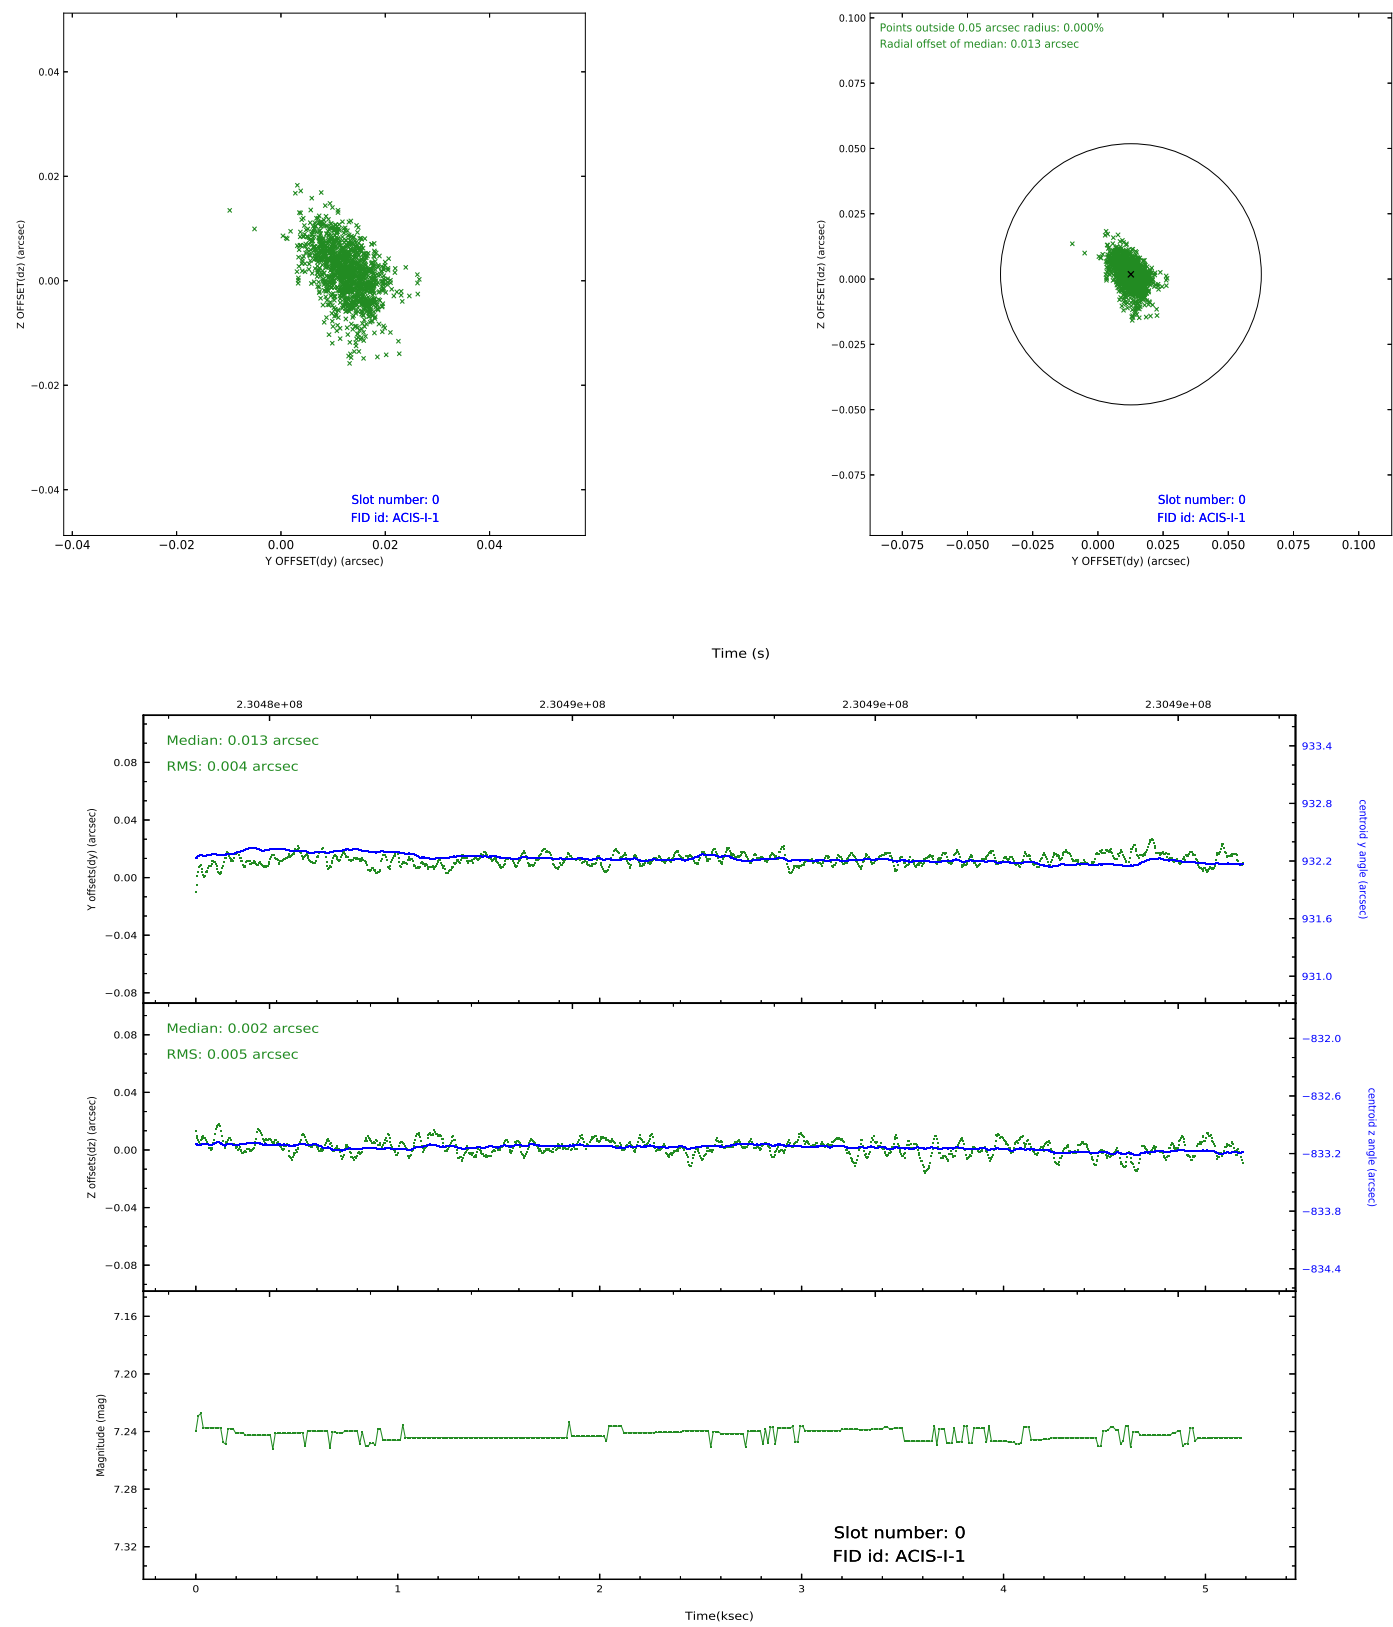 0.04
0.02
0.00
−0.02
−0.04
Z OFFSET(dz) (arcsec)
Slot number: 0
FID id: ACIS-I-1
−0.04 −0.02 0.00 0.02 0.04
Y OFFSET(dy) (arcsec)
0.100
0.075
0.050
0.025
0.000
−0.025
−0.050
−0.075
Z OFFSET(dz) (arcsec)
Points outside 0.05 arcsec radius: 0.000%
Radial offset of median: 0.013 arcsec
Slot number: 0
FID id: ACIS-I-1
−0.075 −0.050 −0.025 0.000 0.025 0.050 0.075 0.100
Y OFFSET(dy) (arcsec)
Time (s)
2.3048e+08 2.3049e+08 2.3049e+08 2.3049e+08
Median: 0.013 arcsec
RMS: 0.004 arcsec
0.08
0.04
0.00
−0.04
−0.08
Y offsets(dy) (arcsec)
933.4
932.8
932.2
931.6
931.0
centroid y angle (arcsec)
Median: 0.002 arcsec
RMS: 0.005 arcsec
0.08
0.04
0.00
−0.04
−0.08
Z offsets(dz) (arcsec)
−832.0
−832.6
−833.2
−833.8
−834.4
centroid z angle (arcsec)
7.16
7.20
7.24
7.28
7.32
Magnitude (mag)
Slot number: 0
FID id: ACIS-I-1
0 1 2 3 4 5
Time(ksec)